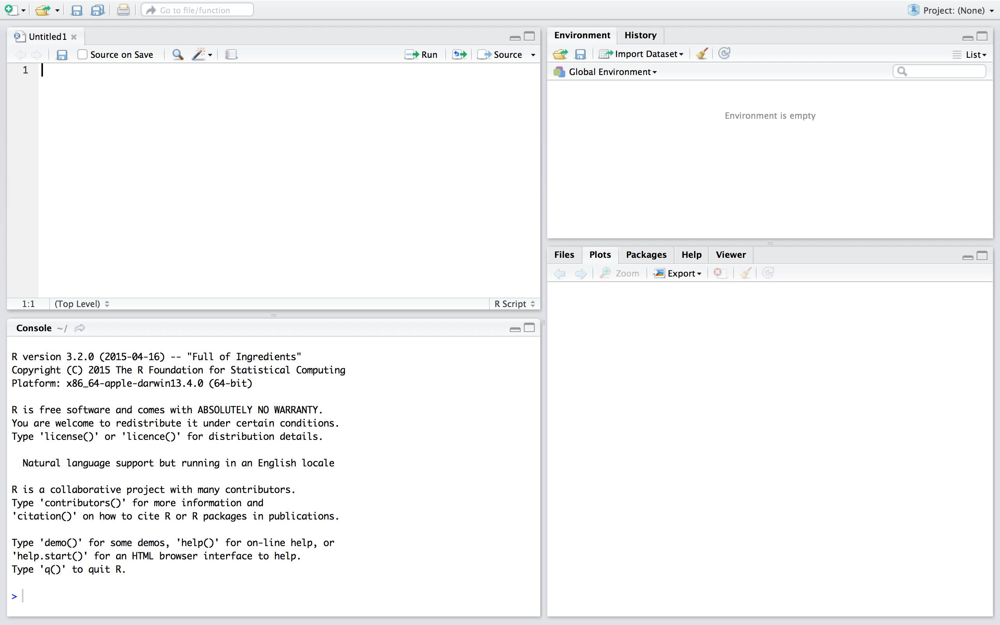 Go to file/function
Project: (None)
Untitled1
Source on Save
Run
Source
1
1:1
(Top Level)
R Script
Console ~/
R version 3.2.0 (2015-04-16) -- "Full of Ingredients"
Copyright (C) 2015 The R Foundation for Statistical Computing
Platform: x86_64-apple-darwin13.4.0 (64-bit)
R is free software and comes with ABSOLUTELY NO WARRANTY.
You are welcome to redistribute it under certain conditions.
Type 'license()' or 'licence()' for distribution details.
Natural language support but running in an English locale
R is a collaborative project with many contributors.
Type 'contributors()' for more information and
'citation()' on how to cite R or R packages in publications.
Type 'demo()' for some demos, 'help()' for on-line help, or
'help.start()' for an HTML browser interface to help.
Type 'q()' to quit R.
>
Environment History
Import Dataset
List
Global Environment
Environment is empty
Files Plots Packages Help Viewer
Zoom Export